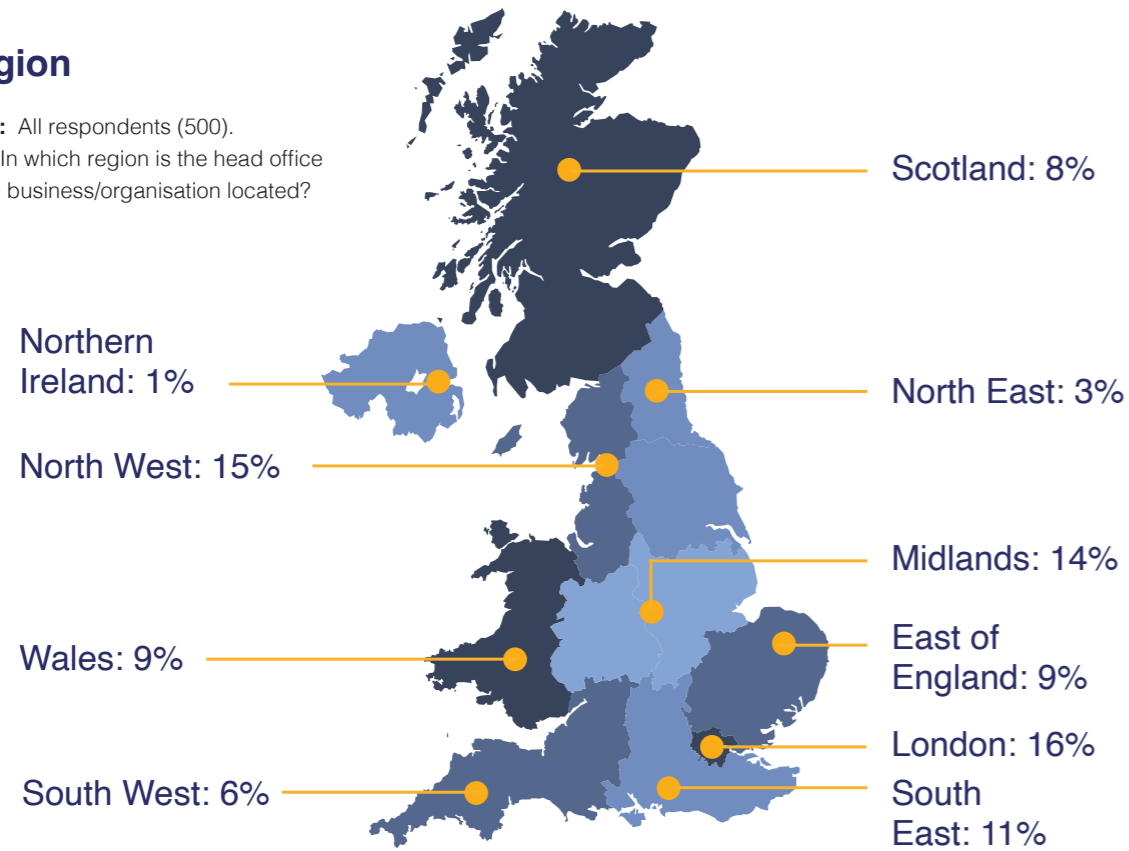 gion
: All respondents (500).
In which region is the head office
business/organisation located?
Scotland: 8%
Northern
Ireland: 1%
North East: 3%
North West: 15%
Midlands: 14%
East of
England: 9%
Wales: 9%
London: 16%
South West: 6%
South
East: 11%